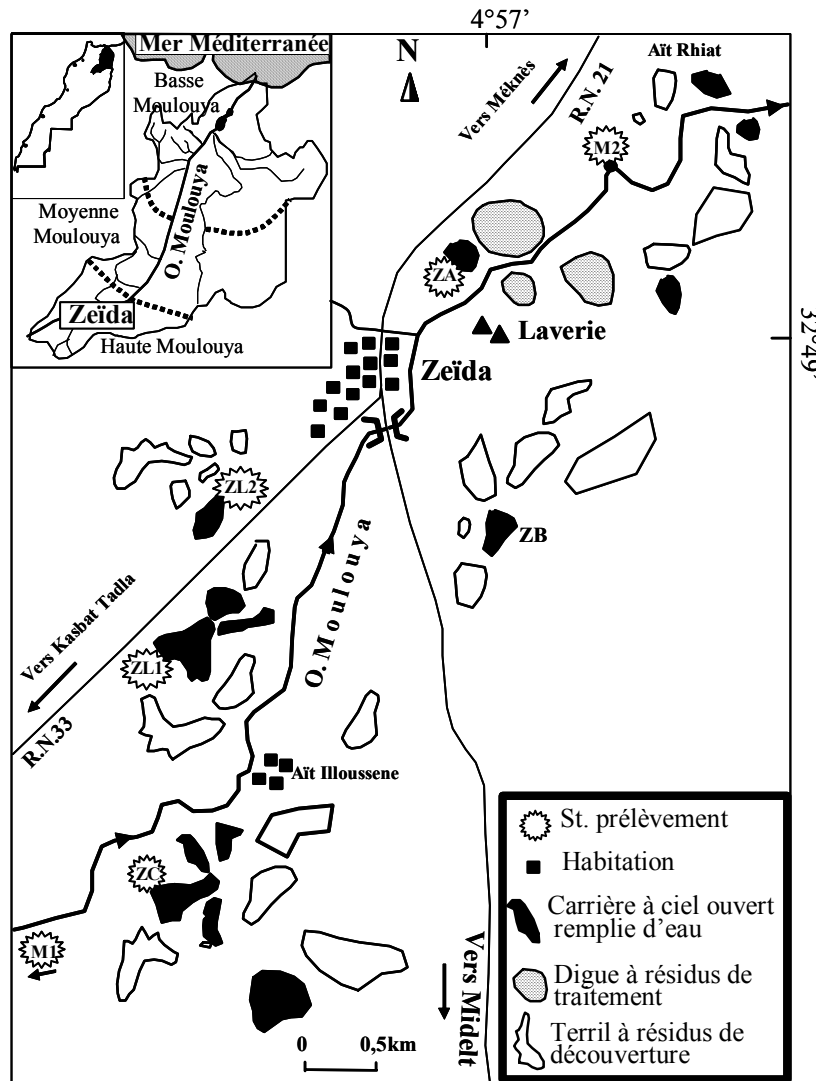 4°57’
Mer Méditerranée
Basse
Moulouya
O. Moulouya
Moyenne
Moulouya
Zeïda
Haute Moulouya
N
Vers Méknès
R.N. 21
Aït Rhiat
M2
ZA
Laverie
32°49’
Zeïda
ZL2
ZB
O. Moulouya
Vers Kasbat Tadla
ZL1
R.N.33
Aït Illoussene
ZC
M1
Vers Midelt
0 0,5km
St. prélèvement
Habitation
Carrière à ciel ouvert
remplie d’eau
Digue à résidus de
traitement
Terril à résidus de
découverte